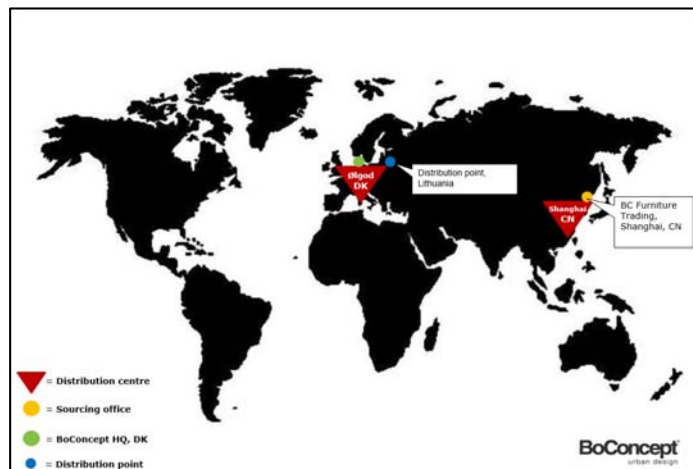 Ølgod
DK
Distribution point,
Lithuania
Shanghai
CN
BC Furniture
Trading,
Shanghai, CN
= Distribution centre
= Sourcing office
= BoConcept HQ, DK
= Distribution point
BoConcept
urban design